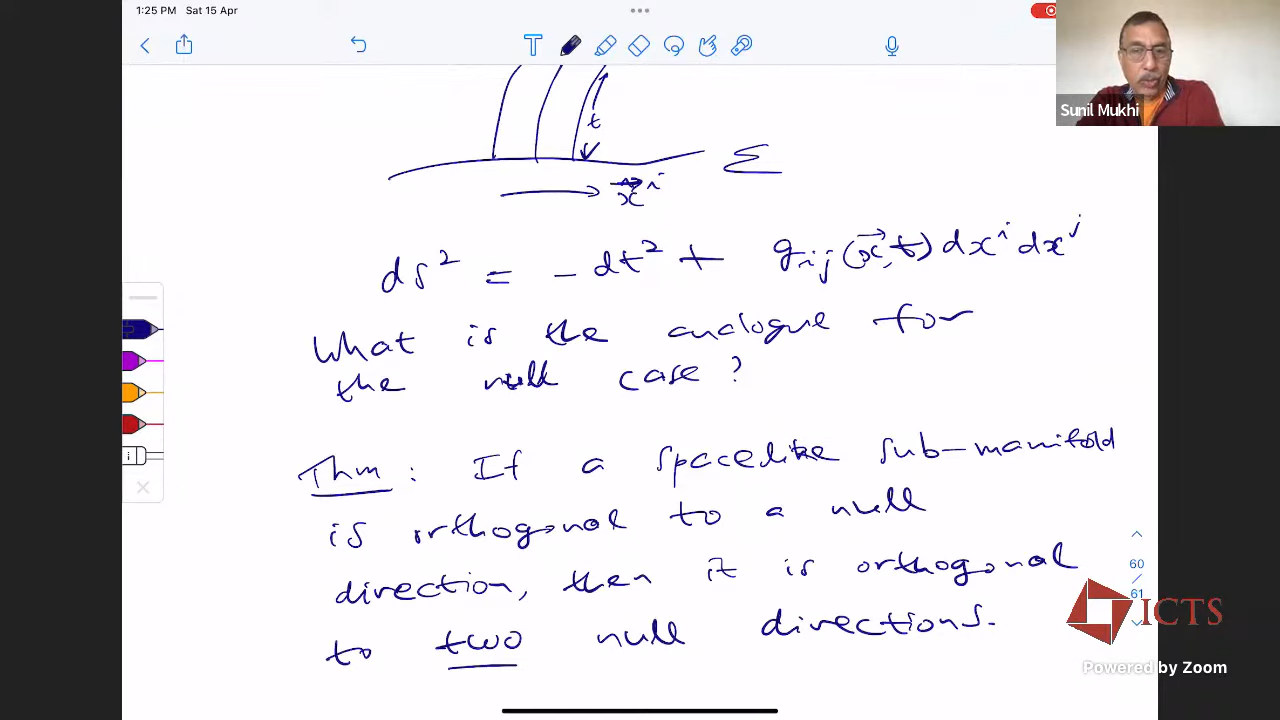 1:25 PM Sat 15 Apr
Sunil Mukhi
t
Σ
x⃗ i
ds² = - dt² + gij (x⃗,t) dxⁱ dxʲ
What is the analogue for
the null case ?
Thm : If a spacelike sub-manifold
is orthogonal to a null
direction, then it is orthogonal
to two null directions.
60
/
61
ICTS
Powered by Zoom